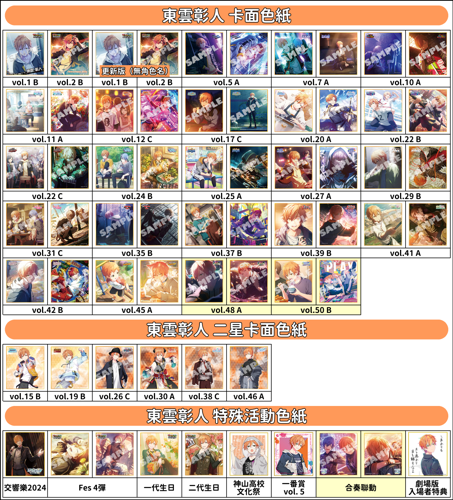 東雲彰人 卡面色紙
更新版（無角色名）
vol.1 B vol.2 B vol.1 B vol.2 B vol.5 A vol.7 A vol.10 A
vol.11 A vol.12 C vol.17 C vol.20 A vol.22 B
vol.22 C vol.24 B vol.25 A vol.27 A vol.29 B
vol.31 C vol.33 B vol.37 B vol.39 B vol.41 A
vol.42 B vol.45 A vol.48 A vol.50 B
東雲彰人 二星卡面色紙
vol.15 B vol.19 B vol.26 C vol.30 A vol.38 C vol.46 A
東雲彰人 特殊活動色紙
交響樂2024 Fes 4彈 一代生日 二代生日 神山高校 文化祭 一番賞 vol. 5 合奏聯動 劇場版 入場者特典